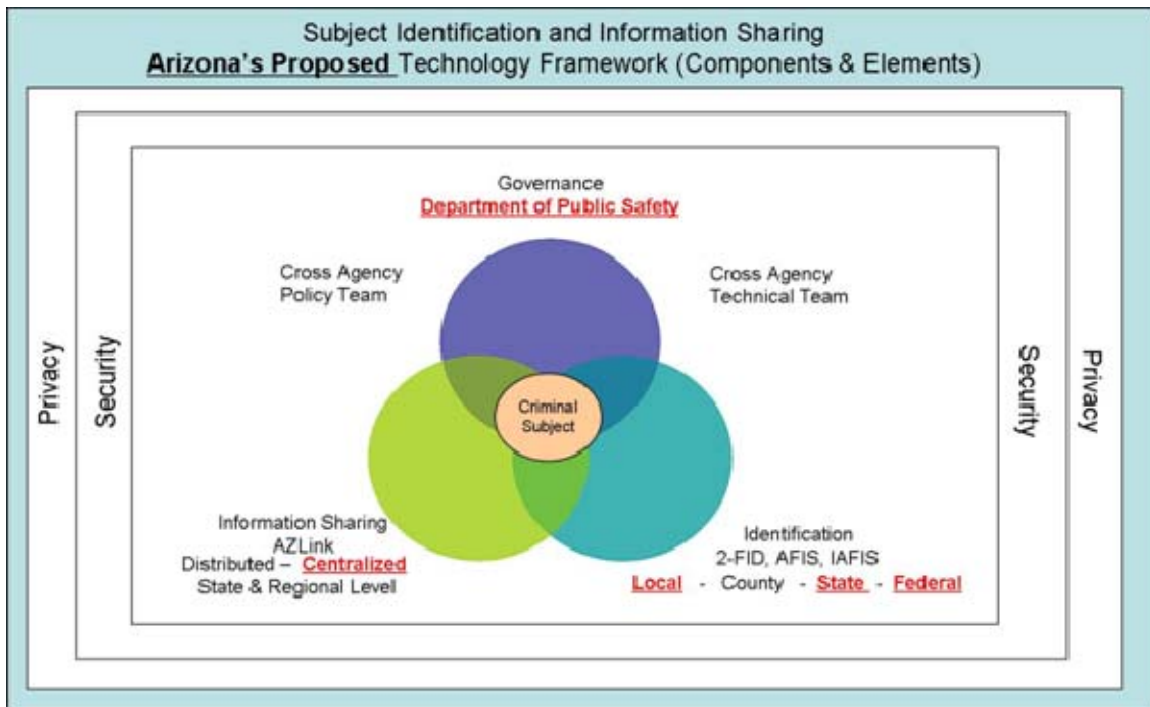 Subject Identification and Information Sharing
Arizona's Proposed Technology Framework (Components & Elements)
Governance
Department of Public Safety
Cross Agency
Policy Team
Cross Agency
Technical Team
Privacy
Security
Criminal
Subject
Security
Privacy
Information Sharing
AZLink
Distributed – Centralized
State & Regional Levell
Identification
2-FID, AFIS, IAFIS
Local - County - State - Federal